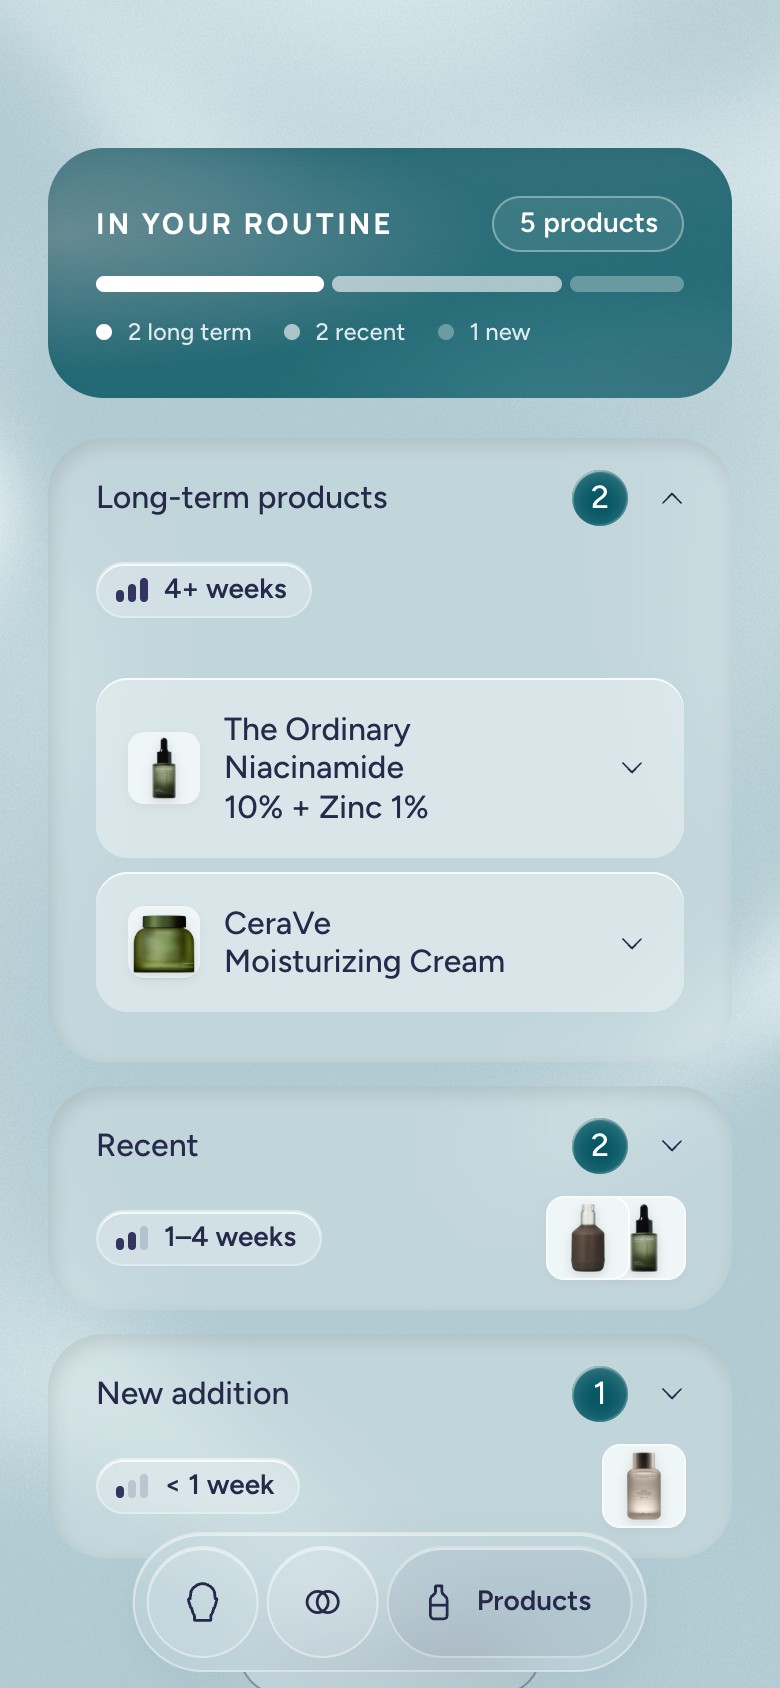 IN YOUR ROUTINE
5 products
2 long term
2 recent
1 new
Long-term products
2
4+ weeks
The Ordinary
Niacinamide
10% + Zinc 1%
CeraVe
Moisturizing Cream
Recent
2
1–4 weeks
New addition
1
< 1 week
Products